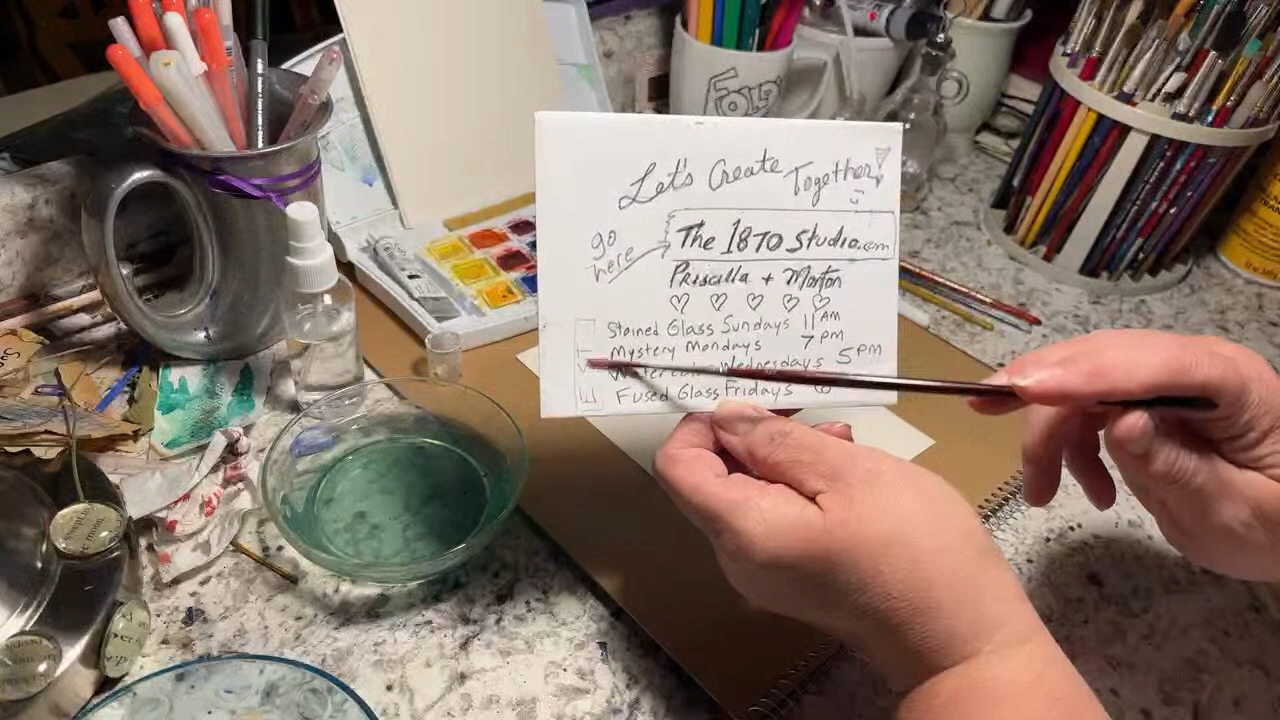 Let's Create Together!
go here
The 1870 Studio.com
Priscilla + Morton
Stained Glass Sundays 11 AM
Mystery Mondays 7 PM
Watercolor Wednesdays 5 PM
Fused Glass Fridays